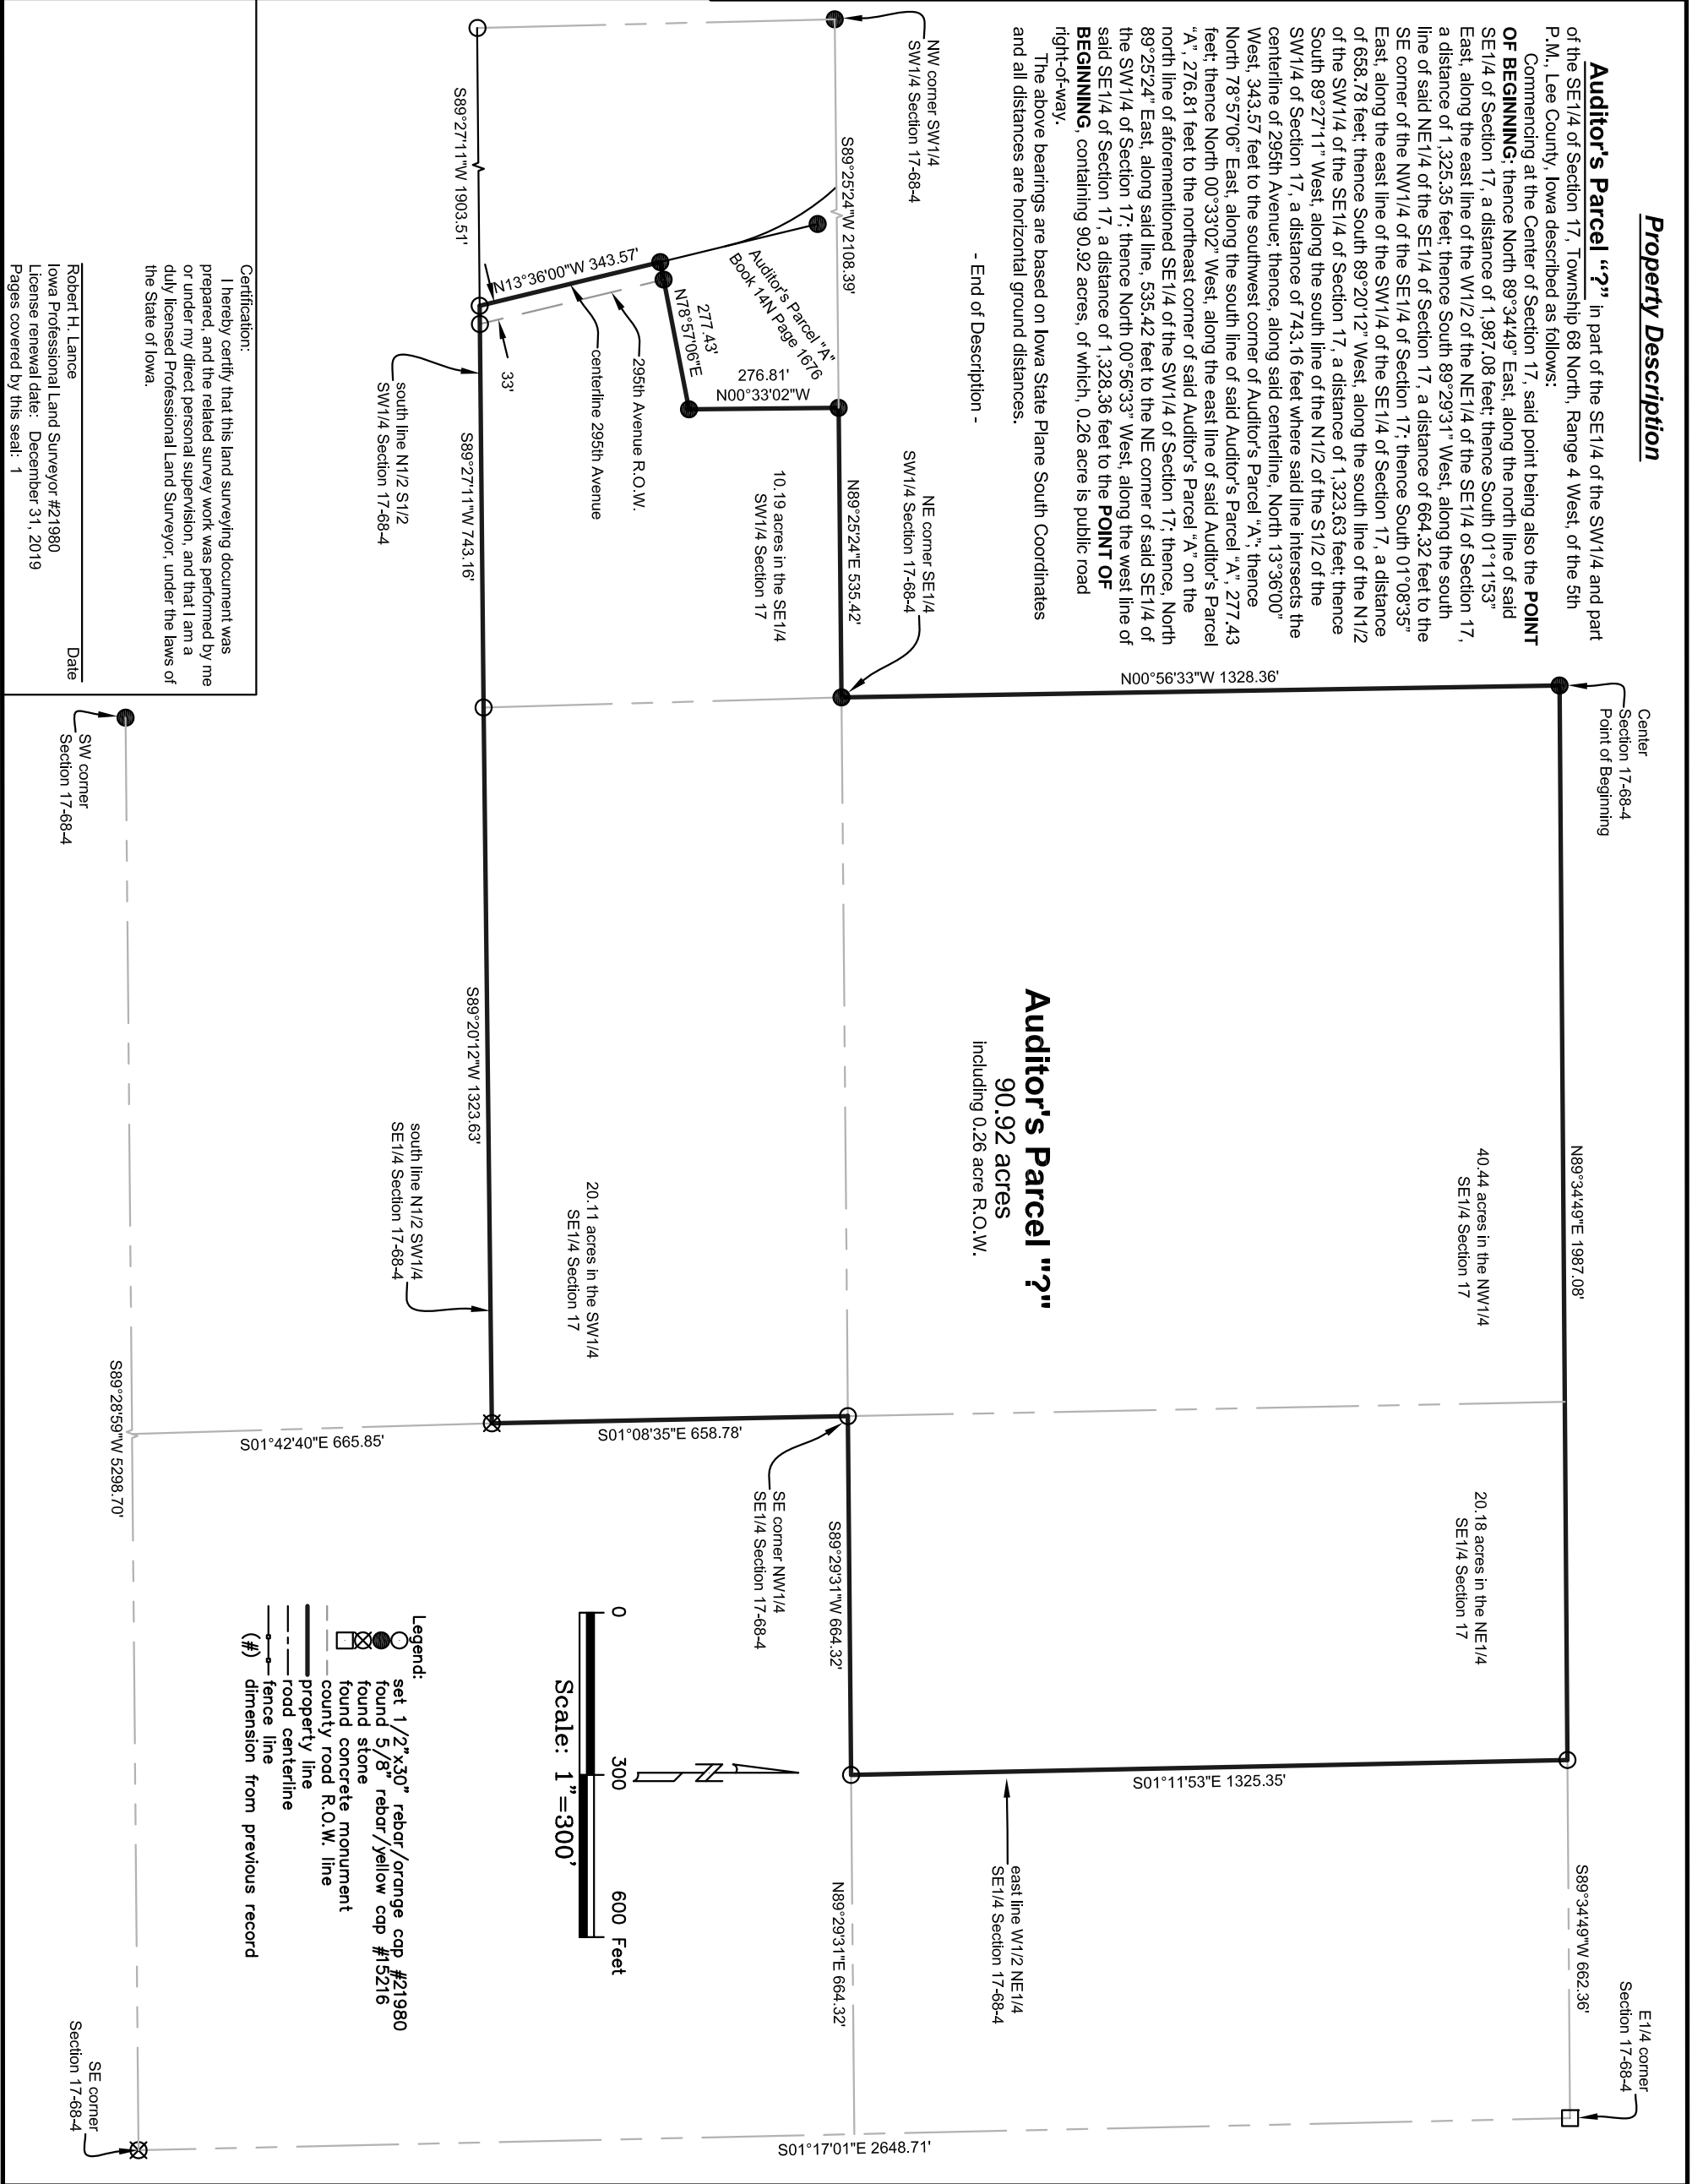 Property Description
Auditor's Parcel “?” in part of the SE1/4 of the SW1/4 and part
of the SE1/4 of Section 17, Township 68 North, Range 4 West, of the 5th
P.M., Lee County, Iowa described as follows:
Commencing at the Center of Section 17, said point being also the POINT
OF BEGINNING; thence North 89°34'49” East, along the north line of said
SE1/4 of Section 17, a distance of 1,987.08 feet; thence South 01°11'53”
East, along the east line of the W1/2 of the NE1/4 of the SE1/4 of Section 17,
a distance of 1,325.35 feet; thence South 89°29'31” West, along the south
line of said NE1/4 of the SE1/4 of Section 17, a distance of 664.32 feet to the
SE corner of the NW1/4 of the SE1/4 of Section 17; thence South 01°08'35”
East, along the east line of the SW1/4 of the SE1/4 of Section 17, a distance
of 658.78 feet; thence South 89°20'12” West, along the south line of the N1/2
of the SW1/4 of the SE1/4 of Section 17, a distance of 1,323.63 feet; thence
South 89°27'11” West, along the south line of the N1/2 of the S1/2 of the
SW1/4 of Section 17, a distance of 743.16 feet where said line intersects the
centerline of 295th Avenue; thence, along said centerline, North 13°36'00”
West, 343.57 feet to the southwest corner of Auditor's Parcel “A”; thence
North 78°57'06” East, along the south line of said Auditor's Parcel “A”, 277.43
feet; thence North 00°33'02” West, along the east line of said Auditor's Parcel
“A”, 276.81 feet to the northeast corner of said Auditor's Parcel “A” on the
north line of aforementioned SE1/4 of the SW1/4 of Section 17; thence, North
89°25'24” East, along said line, 535.42 feet to the NE corner of said SE1/4 of
the SW1/4 of Section 17; thence North 00°56'33” West, along the west line of
said SE1/4 of Section 17, a distance of 1,328.36 feet to the POINT OF
BEGINNING, containing 90.92 acres, of which, 0.26 acre is public road
right-of-way.
The above bearings are based on Iowa State Plane South Coordinates
and all distances are horizontal ground distances.
- End of Description -
Center
Section 17-68-4
Point of Beginning
N89°34'49"E 1987.08'
S89°34'49"W 662.36'
E1/4 corner
Section 17-68-4
40.44 acres in the NW1/4
SE1/4 Section 17
20.18 acres in the NE1/4
SE1/4 Section 17
N00°56'33"W 1328.36'
S01°11'53"E 1325.35'
east line W1/2 NE1/4
SE1/4 Section 17-68-4
Auditor's Parcel "?"
90.92 acres
including 0.26 acre R.O.W.
NW corner SW1/4
SW1/4 Section 17-68-4
NE corner SE1/4
SW1/4 Section 17-68-4
S89°25'24"W 2108.39'
N89°25'24"E 535.42'
S89°29'31"W 664.32'
N89°29'31"E 664.32'
Auditor's Parcel "A"
Book 14N Page 1676
276.81'
N00°33'02"W
277.43'
N78°57'06"E
10.19 acres in the SE1/4
SW1/4 Section 17
SE corner NW1/4
SE1/4 Section 17-68-4
N13°36'00"W 343.57'
295th Avenue R.O.W.
centerline 295th Avenue
33'
20.11 acres in the SW1/4
SE1/4 Section 17
S01°08'35"E 658.78'
S89°27'11"W 1903.51'
S89°27'11"W 743.16'
S89°20'12"W 1323.63'
south line N1/2 S1/2
SW1/4 Section 17-68-4
south line N1/2 SW1/4
SE1/4 Section 17-68-4
0 300 600 Feet
Scale: 1"=300'
Legend:
set 1/2"x30" rebar/orange cap #21980
found 5/8" rebar/yellow cap #15216
found stone
found concrete monument
county road R.O.W. line
property line
road centerline
fence line
(#) dimension from previous record
S01°42'40"E 665.85'
S01°17'01"E 2648.71'
S89°28'59"W 5298.70'
SW corner
Section 17-68-4
SE corner
Section 17-68-4
Certification:
I hereby certify that this land surveying document was
prepared, and the related survey work was performed by me
or under my direct personal supervision, and that I am a
duly licensed Professional Land Surveyor, under the laws of
the State of Iowa.
Robert H. Lance Date
Iowa Professional Land Surveyor #21980
License renewal date: December 31, 2019
Pages covered by this seal: 1